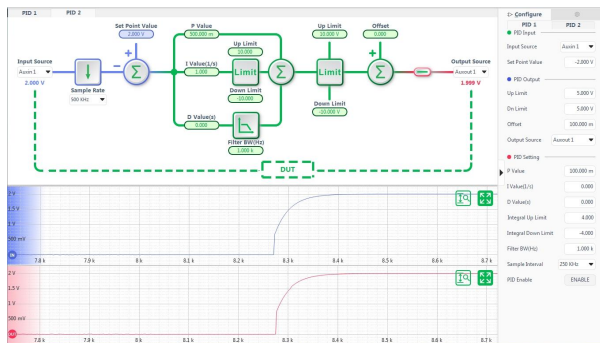 PID 1 PID 2
Set Point Value
2.000 V
P Value
500.000 m
Up Limit
10.000 V
Offset
0.000
Input Source
Auxin 1
2.000 V
Sample Rate
500 KHz
I Value(1/s)
1.000
Up Limit
10.000
Limit
Down Limit
-10.000
Limit
Down Limit
-10.000 V
Output Source
Auxout 1
1.999 V
D Value(s)
0.000
Filter BW(Hz)
1.000 k
DUT
2 V
1.5 V
1 V
500 mV
7.8 k 7.9 k 8 k 8.1 k 8.2 k 8.3 k 8.4 k 8.5 k 8.6 k 8.7 k
2 V
1.5 V
1 V
500 mV
7.8 k 7.9 k 8 k 8.1 k 8.2 k 8.3 k 8.4 k 8.5 k 8.6 k 8.7 k
Configure
PID 1 PID 2
PID Input
Input Source Auxin 1
Set Point Value -2.000 V
PID Output
Up Limit 5.000 V
Dn Limit 5.000 V
Offset 100.000 m
Output Source Auxout 1
PID Setting
P Value 100.000 m
I Value(1/s) 0.000
D Value(s) 0.000
Integral Up Limit 4.000
Integral Down Limit -4.000
Filter BW(Hz) 1.000 k
Sample Interval 250 KHz
PID Enable ENABLE